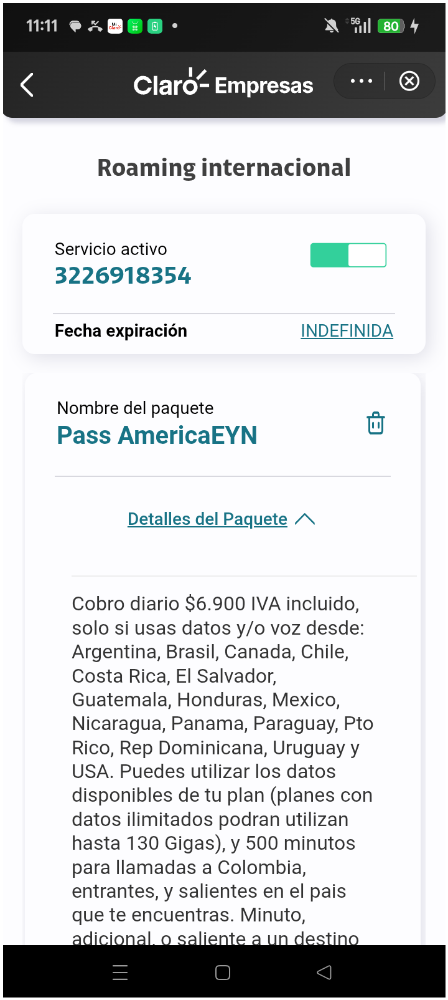 11:11
Mi
Claro
5G
80
Claro-Empresas
Roaming internacional
Servicio activo
3226918354
Fecha expiración
INDEFINIDA
Nombre del paquete
Pass AmericaEYN
Detalles del Paquete
Cobro diario $6.900 IVA incluido,
solo si usas datos y/o voz desde:
Argentina, Brasil, Canada, Chile,
Costa Rica, El Salvador,
Guatemala, Honduras, Mexico,
Nicaragua, Panama, Paraguay, Pto
Rico, Rep Dominicana, Uruguay y
USA. Puedes utilizar los datos
disponibles de tu plan (planes con
datos ilimitados podran utilizan
hasta 130 Gigas), y 500 minutos
para llamadas a Colombia,
entrantes, y salientes en el pais
que te encuentras. Minuto,
adicional, o saliente a un destino